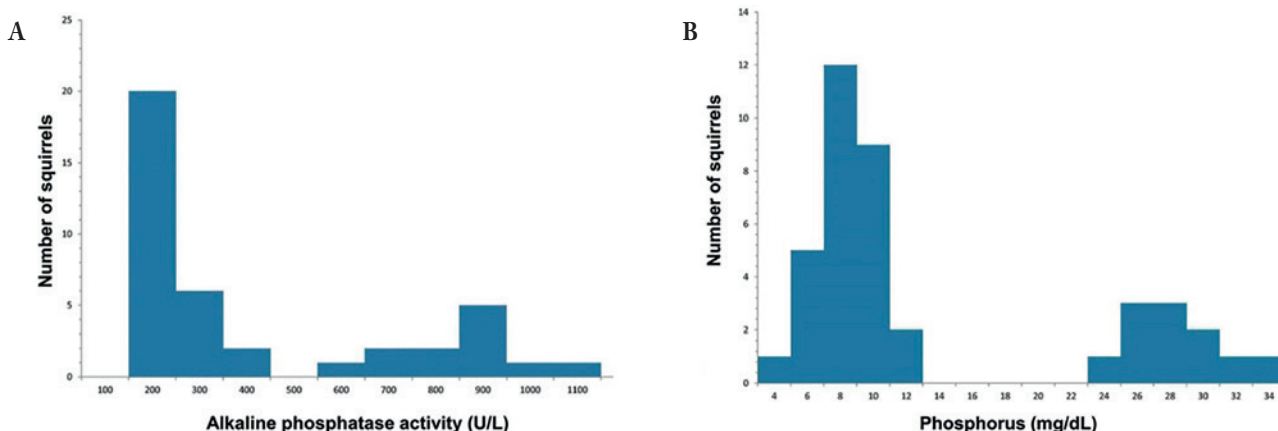 A
Number of squirrels
25
20
15
10
5
0
100 200 300 400 500 600 700 800 900 1000 1100
Alkaline phosphatase activity (U/L)
B
Number of squirrels
14
12
10
8
6
4
2
0
4 6 8 10 12 14 16 18 20 22 24 26 28 30 32 34
Phosphorus (mg/dL)